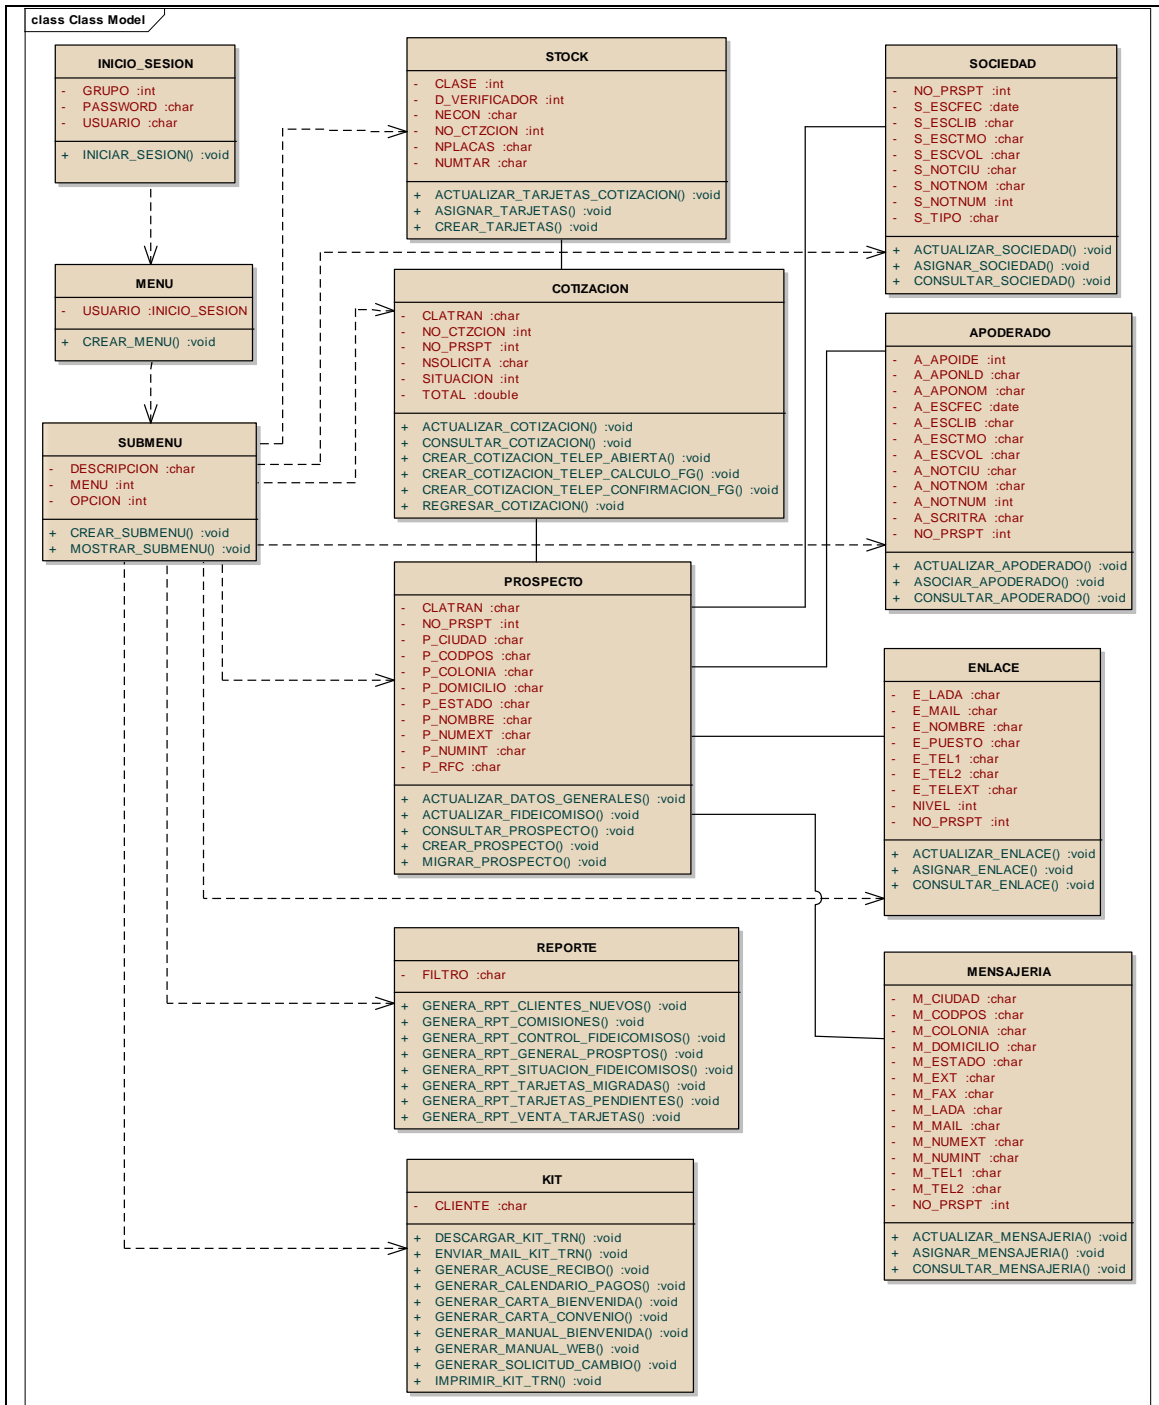 class Class Model
INICIO_SESION
- GRUPO :int
- PASSWORD :char
- USUARIO :char
+ INICIAR_SESION() :void
MENU
- USUARIO :INICIO_SESION
+ CREAR_MENU() :void
SUBMENU
- DESCRIPCION :char
- MENU :int
- OPCION :int
+ CREAR_SUBMENU() :void
+ MOSTRAR_SUBMENU() :void
STOCK
- CLASE :int
- D_VERIFICADOR :int
- NECON :char
- NO_CTZCION :int
- NPLACAS :char
- NUMTAR :char
+ ACTUALIZAR_TARJETAS_COTIZACION() :void
+ ASIGNAR_TARJETAS() :void
+ CREAR_TARJETAS() :void
COTIZACION
- CLATRAN :char
- NO_CTZCION :int
- NO_PRSPT :int
- NSOLICITA :char
- SITUACION :int
- TOTAL :double
+ ACTUALIZAR_COTIZACION() :void
+ CONSULTAR_COTIZACION() :void
+ CREAR_COTIZACION_TELEP_ABIERTA() :void
+ CREAR_COTIZACION_TELEP_CALCULO_FG() :void
+ CREAR_COTIZACION_TELEP_CONFIRMACION_FG() :void
+ REGRESAR_COTIZACION() :void
PROSPECTO
- CLATRAN :char
- NO_PRSPT :int
- P_CIUDAD :char
- P_CODPOS :char
- P_COLONIA :char
- P_DOMICILIO :char
- P_ESTADO :char
- P_NOMBRE :char
- P_NUMEXT :char
- P_NUMINT :char
- P_RFC :char
+ ACTUALIZAR_DATOS_GENERALES() :void
+ ACTUALIZAR_FIDEICOMISO() :void
+ CONSULTAR_PROSPECTO() :void
+ CREAR_PROSPECTO() :void
+ MIGRAR_PROSPECTO() :void
REPORTE
- FILTRO :char
+ GENERA_RPT_CLIENTES_NUEVOS() :void
+ GENERA_RPT_COMISIONES() :void
+ GENERA_RPT_CONTROL_FIDEICOMISOS() :void
+ GENERA_RPT_GENERAL_PROSPTOS() :void
+ GENERA_RPT_SITUACION_FIDEICOMISOS() :void
+ GENERA_RPT_TARJETAS_MIGRADAS() :void
+ GENERA_RPT_TARJETAS_PENDIENTES() :void
+ GENERA_RPT_VENTA_TARJETAS() :void
KIT
- CLIENTE :char
+ DESCARGAR_KIT_TRN() :void
+ ENVIAR_MAIL_KIT_TRN() :void
+ GENERAR_ACUSE_RECIBO() :void
+ GENERAR_CALENDARIO_PAGOS() :void
+ GENERAR_CARTA_BIENVENIDA() :void
+ GENERAR_CARTA_CONVENIO() :void
+ GENERAR_MANUAL_BIENVENIDA() :void
+ GENERAR_MANUAL_WEB() :void
+ GENERAR_SOLICITUD_CAMBIO() :void
+ IMPRIMIR_KIT_TRN() :void
SOCIEDAD
- NO_PRSPT :int
- S_ESCFEC :date
- S_ESCLIB :char
- S_ESCTMO :char
- S_ESCVOL :char
- S_NOTCIU :char
- S_NOTNOM :char
- S_NOTNUM :int
- S_TIPO :char
+ ACTUALIZAR_SOCIEDAD() :void
+ ASIGNAR_SOCIEDAD() :void
+ CONSULTAR_SOCIEDAD() :void
APODERADO
- A_APOIDE :int
- A_APONLD :char
- A_APONOM :char
- A_ESCFEC :date
- A_ESCLIB :char
- A_ESCTMO :char
- A_ESCVOL :char
- A_NOTCIU :char
- A_NOTNOM :char
- A_NOTNUM :int
- A_SCRITRA :char
- NO_PRSPT :int
+ ACTUALIZAR_APODERADO() :void
+ ASOCIAR_APODERADO() :void
+ CONSULTAR_APODERADO() :void
ENLACE
- E_LADA :char
- E_MAIL :char
- E_NOMBRE :char
- E_PUESTO :char
- E_TEL1 :char
- E_TEL2 :char
- E_TELEXT :char
- NIVEL :int
- NO_PRSPT :int
+ ACTUALIZAR_ENLACE() :void
+ ASIGNAR_ENLACE() :void
+ CONSULTAR_ENLACE() :void
MENSAJERIA
- M_CIUDAD :char
- M_CODPOS :char
- M_COLONIA :char
- M_DOMICILIO :char
- M_ESTADO :char
- M_EXT :char
- M_FAX :char
- M_LADA :char
- M_MAIL :char
- M_NUMEXT :char
- M_NUMINT :char
- M_TEL1 :char
- M_TEL2 :char
- NO_PRSPT :int
+ ACTUALIZAR_MENSAJERIA() :void
+ ASIGNAR_MENSAJERIA() :void
+ CONSULTAR_MENSAJERIA() :void